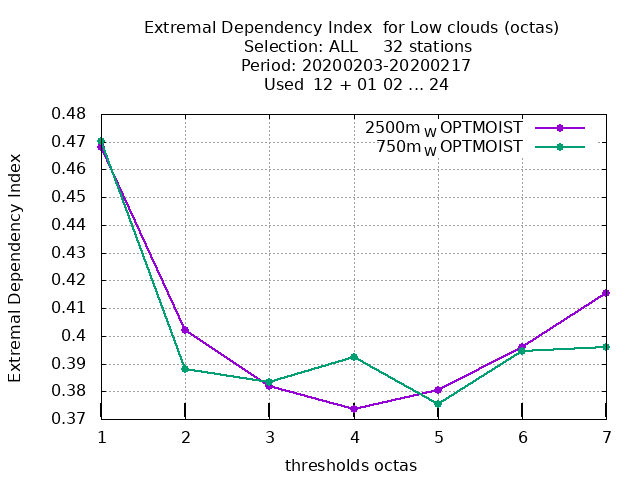 Extremal Dependency Index  for Low clouds (octas)
Selection: ALL     32 stations
Period: 20200203-20200217
Used  12 + 01 02 ... 24
2500m W OPTMOIST
750m W OPTMOIST
Extremal Dependency Index
0.48
0.47
0.46
0.45
0.44
0.43
0.42
0.41
0.4
0.39
0.38
0.37
1 2 3 4 5 6 7
thresholds octas